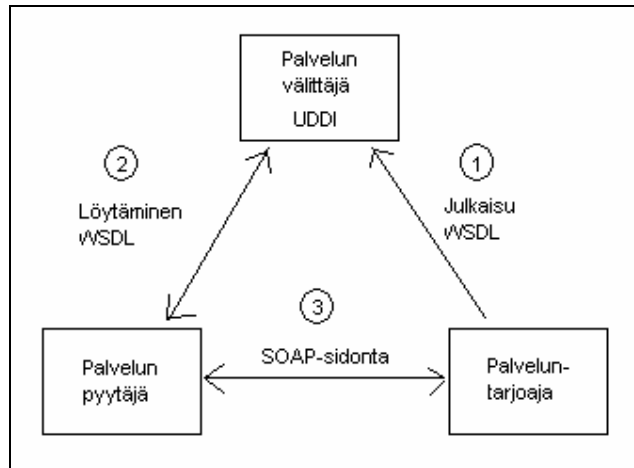 Palvelun
välittäjä
UDDI
2
Löytäminen
WSDL
1
Julkaisu
WSDL
3
SOAP-sidonta
Palvelun
pyytäjä
Palvelun-
tarjoaja